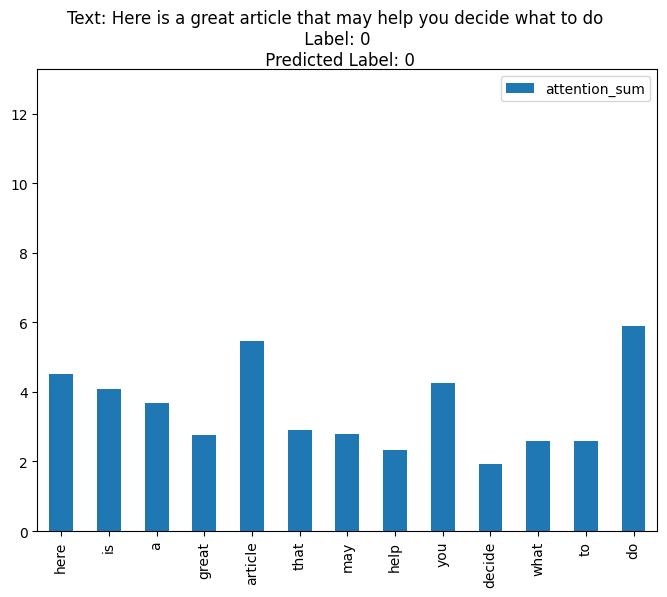 Text: Here is a great article that may help you decide what to do
Label: 0
Predicted Label: 0
attention_sum
12
10
8
6
4
2
0
here
is
a
great
article
that
may
help
you
decide
what
to
do